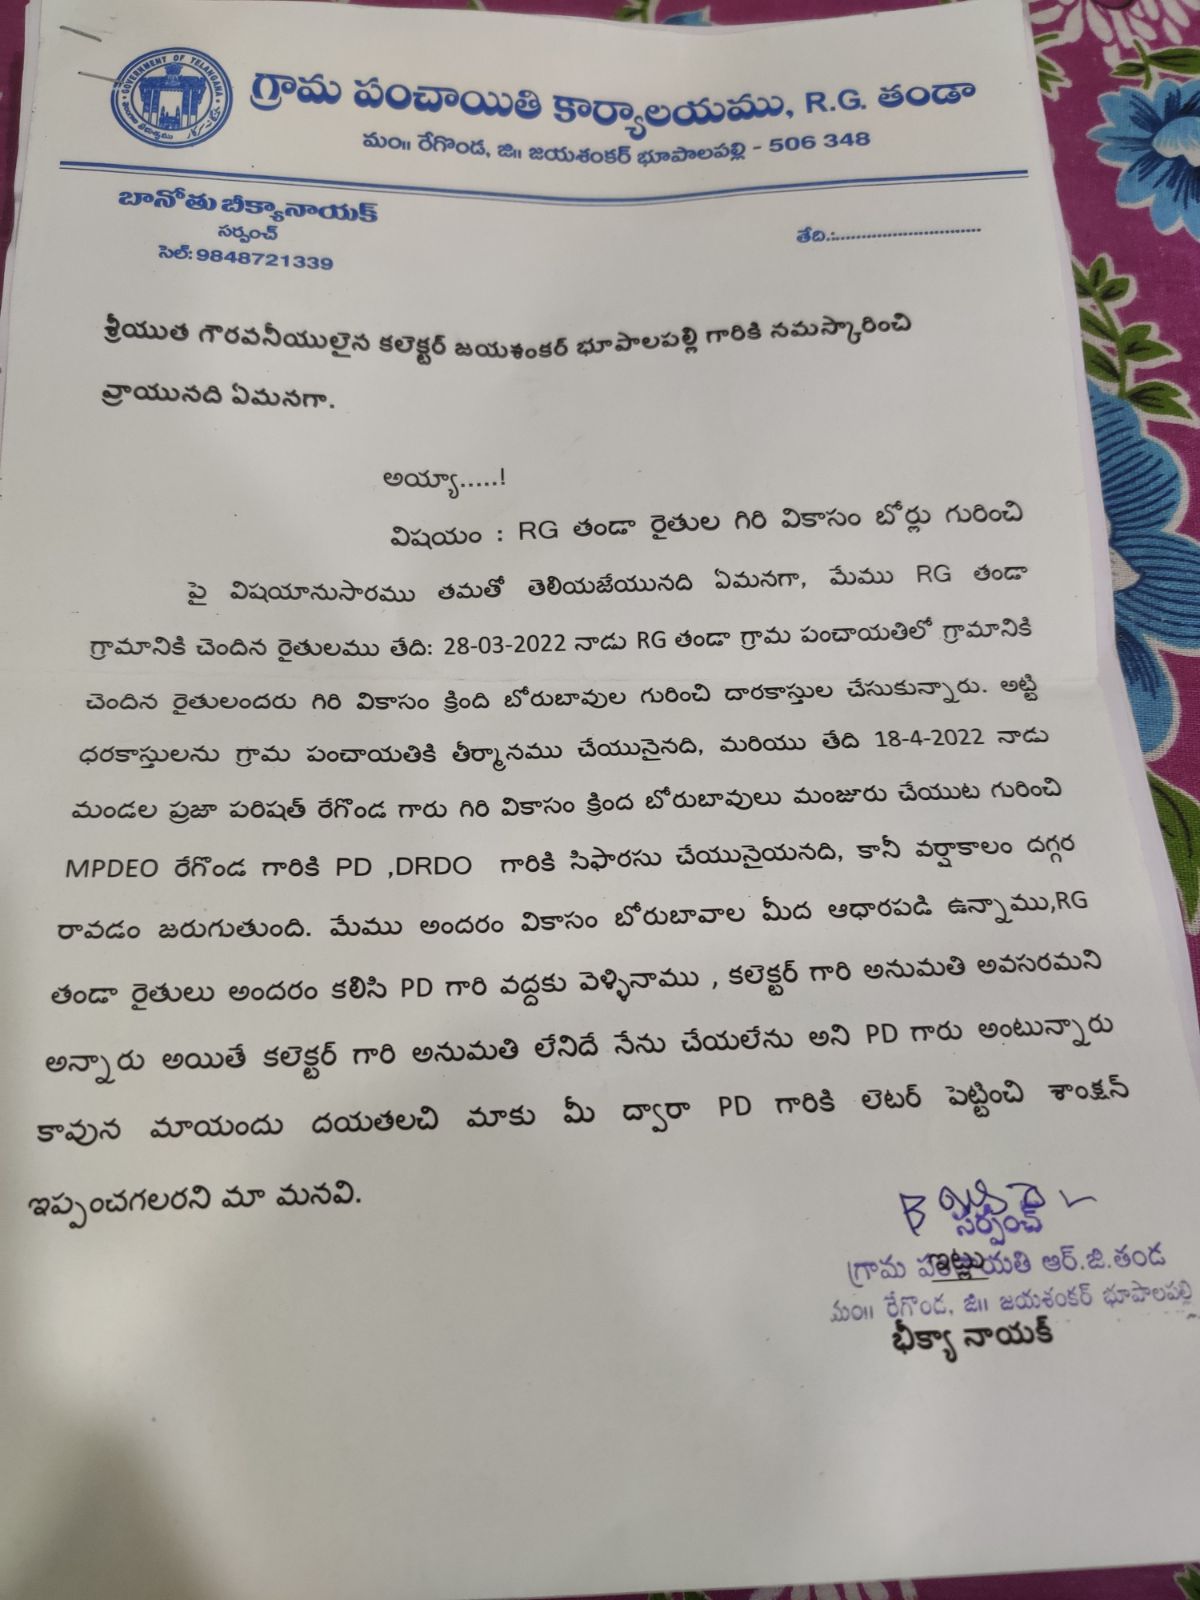 GOVERNMENT OF TELANGANA
గ్రామ పంచాయితి కార్యాలయము, R.G. తండా
మం॥ రేగొండ, జి॥ జయశంకర్ భూపాలపల్లి - 506 348
బానోతు బీక్యానాయక్
సర్పంచ్
సెల్: 9848721339
తేది.:..............................
శ్రీయుత గౌరవనీయులైన కలెక్టర్ జయశంకర్ భూపాలపల్లి గారికి నమస్కారించి
వ్రాయునది ఏమనగా.
అయ్యా.....!
విషయం : RG తండా రైతుల గిరి వికాసం బోర్లు గురించి
పై విషయానుసారము తమతో తెలియజేయునది ఏమనగా, మేము RG తండా
గ్రామానికి చెందిన రైతులము తేది: 28-03-2022 నాడు RG తండా గ్రామ పంచాయతిలో గ్రామానికి
చెందిన రైతులందరు గిరి వికాసం క్రింది బోరుబావుల గురించి దారకాస్తుల చేసుకున్నారు. అట్టి
ధరకాస్తులను గ్రామ పంచాయతికి తీర్మానము చేయునైనది, మరియు తేది 18-4-2022 నాడు
మండల ప్రజా పరిషత్ రేగొండ గారు గిరి వికాసం క్రింద బోరుబావులు మంజూరు చేయుట గురించి
MPDEO రేగొండ గారికి PD ,DRDO గారికి సిఫారసు చేయునైయనది, కానీ వర్షాకాలం దగ్గర
రావడం జరుగుతుంది. మేము అందరం వికాసం బోరుబావాల మీద ఆధారపడి ఉన్నాము,RG
తండా రైతులు అందరం కలిసి PD గారి వద్దకు వెళ్ళినాము , కలెక్టర్ గారి అనుమతి అవసరమని
అన్నారు అయితే కలెక్టర్ గారి అనుమతి లేనిదే నేను చేయలేను అని PD గారు అంటున్నారు
కావున మాయందు దయతలచి మాకు మీ ద్వారా PD గారికి లెటర్ పెట్టించి శాంక్షన్
ఇప్పంచగలరని మా మనవి.
సర్పంచ్
ఇట్లు
గ్రామ పంచాయతి ఆర్.జి.తండ
మం॥ రేగొండ, జి॥ జయశంకర్ భూపాలపల్లి
భీక్యా నాయక్